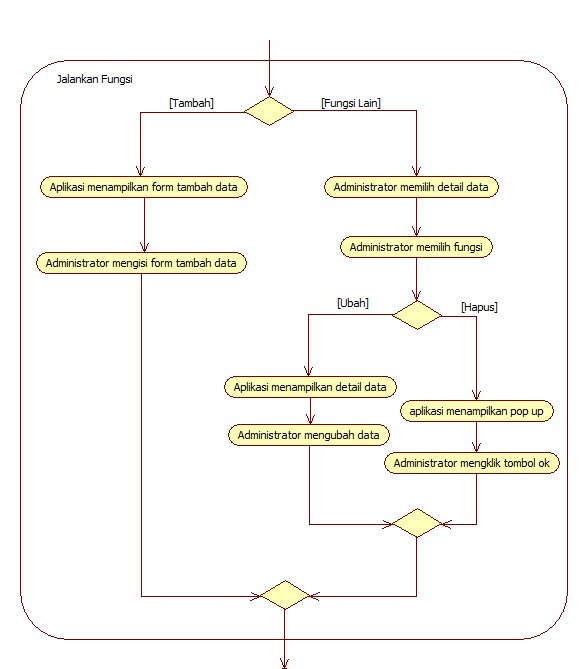 Jalankan Fungsi
[Tambah]
[Fungsi Lain]
Aplikasi menampilkan form tambah data
Administrator memilih detail data
Administrator mengisi form tambah data
Administrator memilih fungsi
[Ubah]
[Hapus]
Aplikasi menampilkan detail data
aplikasi menampilkan pop up
Administrator mengubah data
Administrator mengklik tombol ok